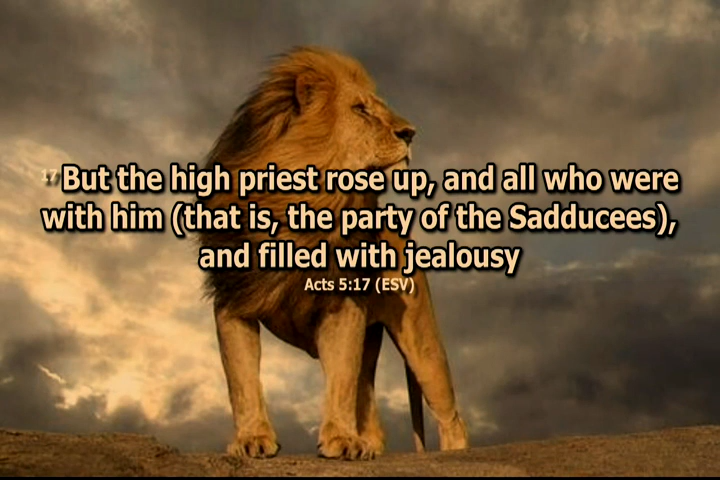 17 But the high priest rose up, and all who were
with him (that is, the party of the Sadducees),
and filled with jealousy
Acts 5:17 (ESV)